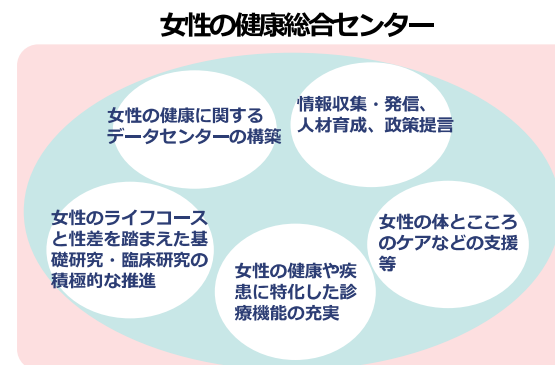 女性の健康総合センター
女性の健康に関する
データセンターの構築
情報収集・発信、
人材育成、政策提言
女性のライフコース
と性差を踏まえた基
礎研究・臨床研究の
積極的な推進
女性の健康や疾
患に特化した診
療機能の充実
女性の体とこころ
のケアなどの支援
等